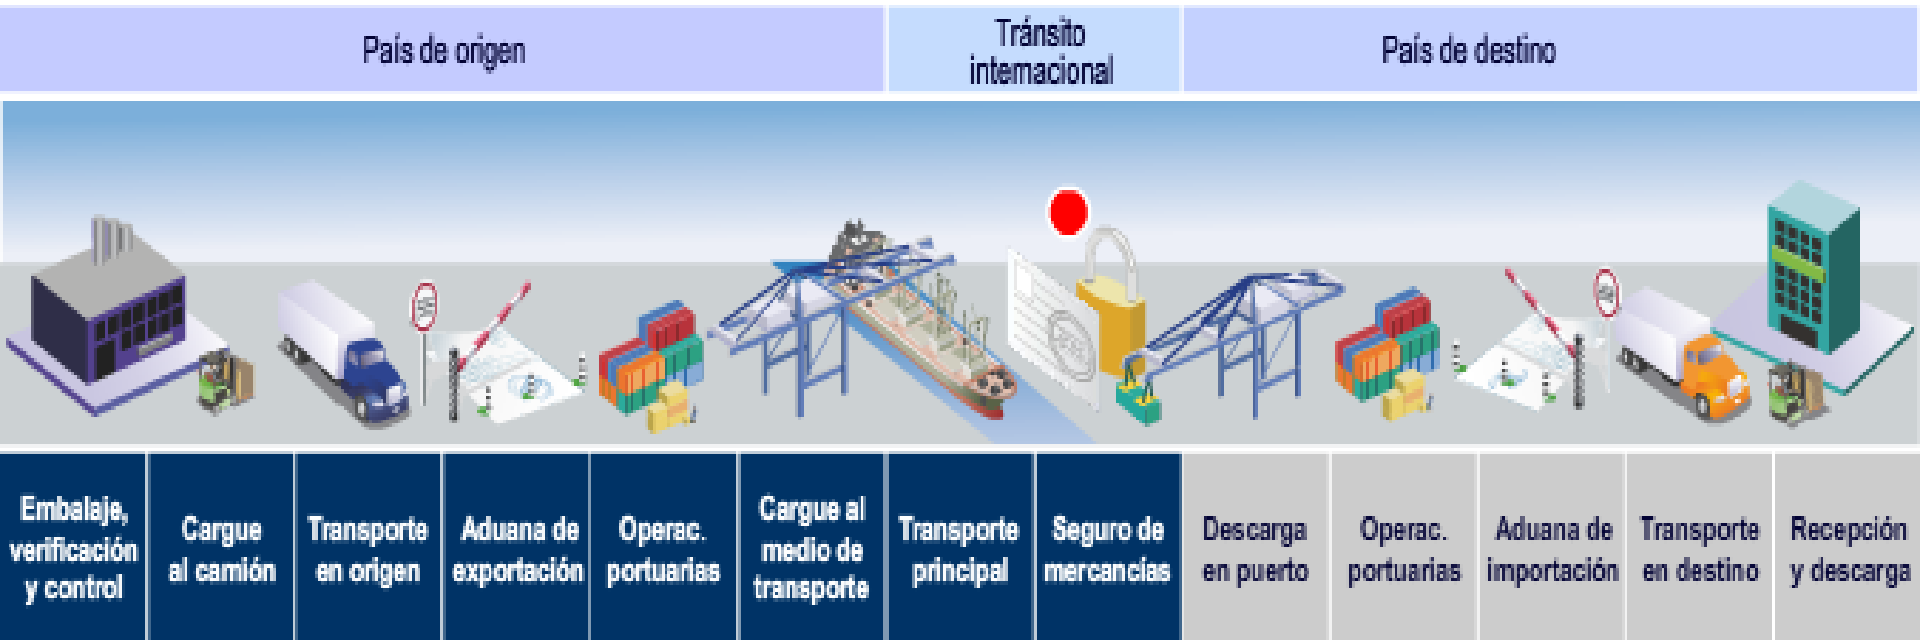 País de origen
Tránsito
internacional
País de destino
Embalaje,
verificación
y control
Cargue
al camión
Transporte
en origen
Aduana de
exportación
Operac.
portuarias
Cargue al
medio de
transporte
Transporte
principal
Seguro de
mercancías
Descarga
en puerto
Operac.
portuarias
Aduana de
importación
Transporte
en destino
Recepción
y descarga